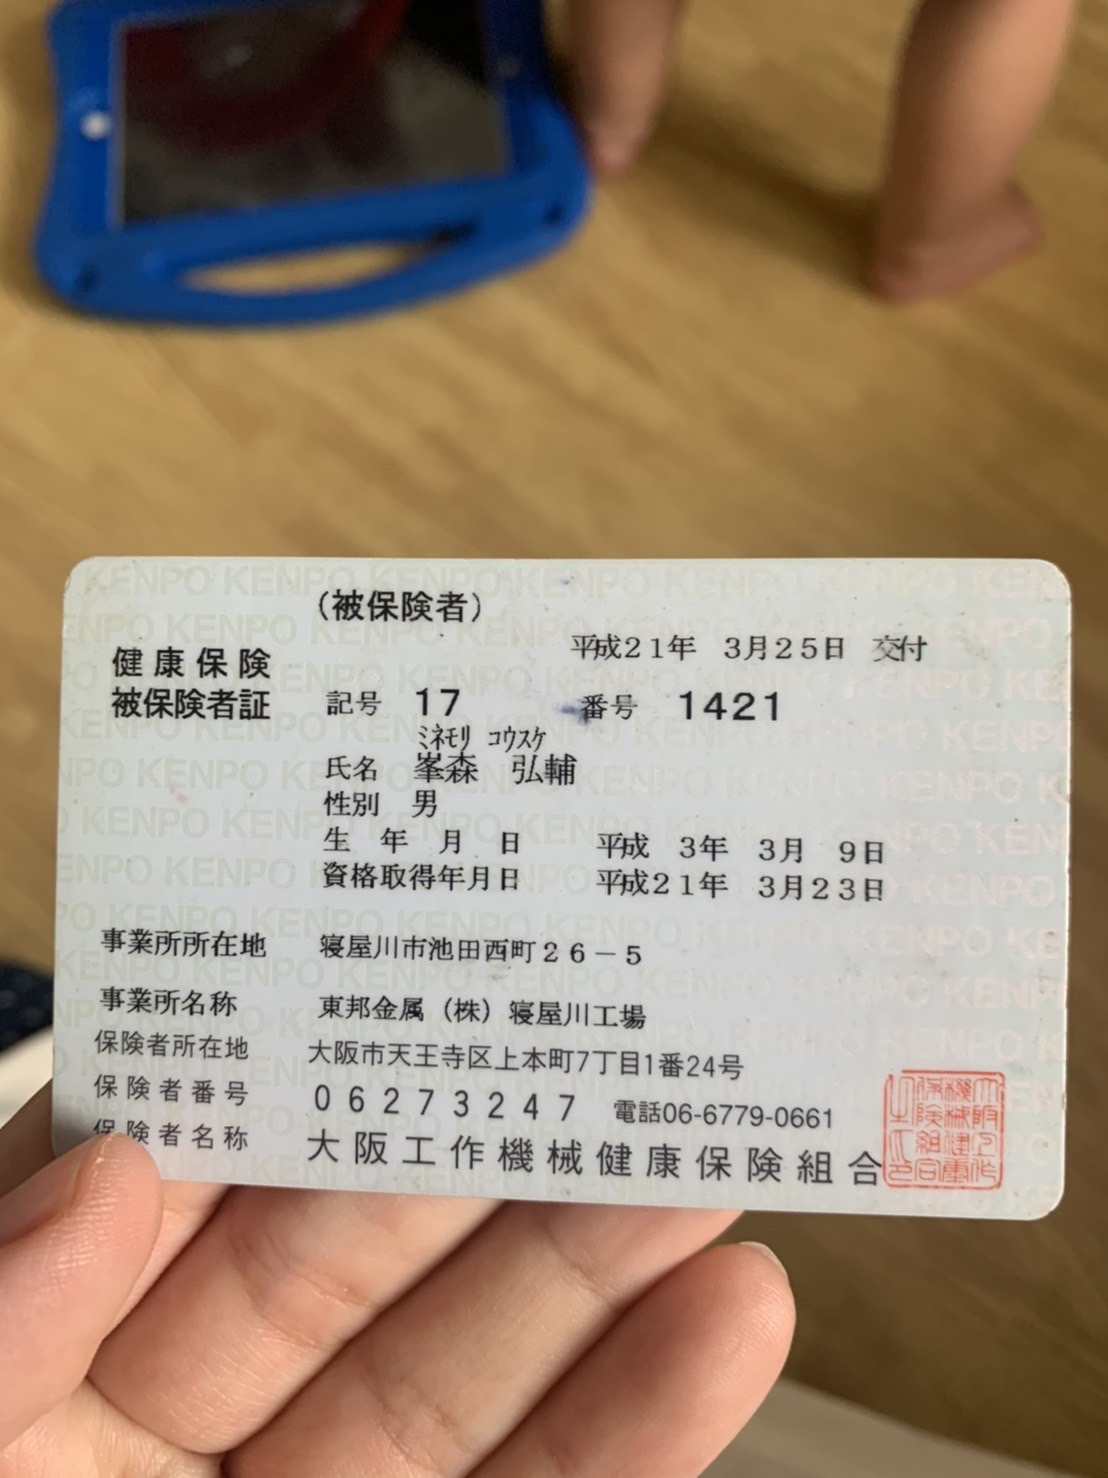 (被保険者)
平成21年 3月25日 交付
健康保険
被保険者証
記号 17 番号 1421
ミネモリ コウスケ
氏名 峯森 弘輔
性別 男
生年月日 平成 3年 3月 9日
資格取得年月日 平成21年 3月23日
事業所所在地 寝屋川市池田西町26-5
事業所名称 東邦金属(株)寝屋川工場
保険者所在地 大阪市天王寺区上本町7丁目1番24号
保険者番号 06273247 電話06-6779-0661
保険者名称 大阪工作機械健康保険組合
KENPO KENPO KENPO KENPO KENPO KENPO KENPO